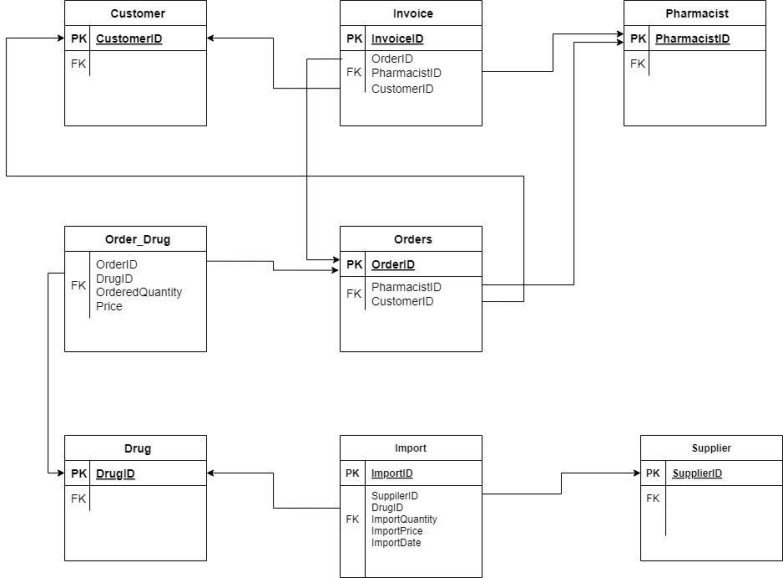 Customer
PK CustomerID
FK
Invoice
PK InvoiceID
FK
OrderID
PharmacistID
CustomerID
Pharmacist
PK PharmacistID
FK
Order_Drug
FK
OrderID
DrugID
OrderedQuantity
Price
Orders
PK OrderID
FK
PharmacistID
CustomerID
Drug
PK DrugID
FK
Import
PK ImportID
FK
SuppilerID
DrugID
ImportQuantity
ImportPrice
ImportDate
Supplier
PK SupplierID
FK